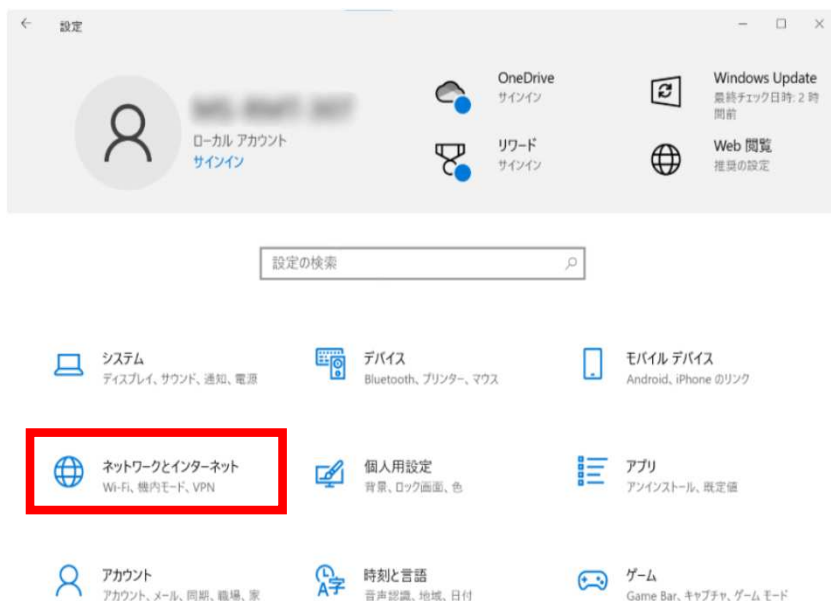 設定
OneDrive
サインイン
Windows Update
最終チェック日時: 2 時
間前
ローカル アカウント
サインイン
リワード
サインイン
Web 閲覧
推奨の設定
設定の検索
システム
ディスプレイ、サウンド、通知、電源
デバイス
Bluetooth、プリンター、マウス
モバイル デバイス
Android、iPhone のリンク
ネットワークとインターネット
Wi-Fi、機内モード、VPN
個人用設定
背景、ロック画面、色
アプリ
アンインストール、既定値
アカウント
アカウント、メール、同期、職場、家
時刻と言語
音声認識、地域、日付
ゲーム
Game Bar、キャプチャ、ゲーム モード